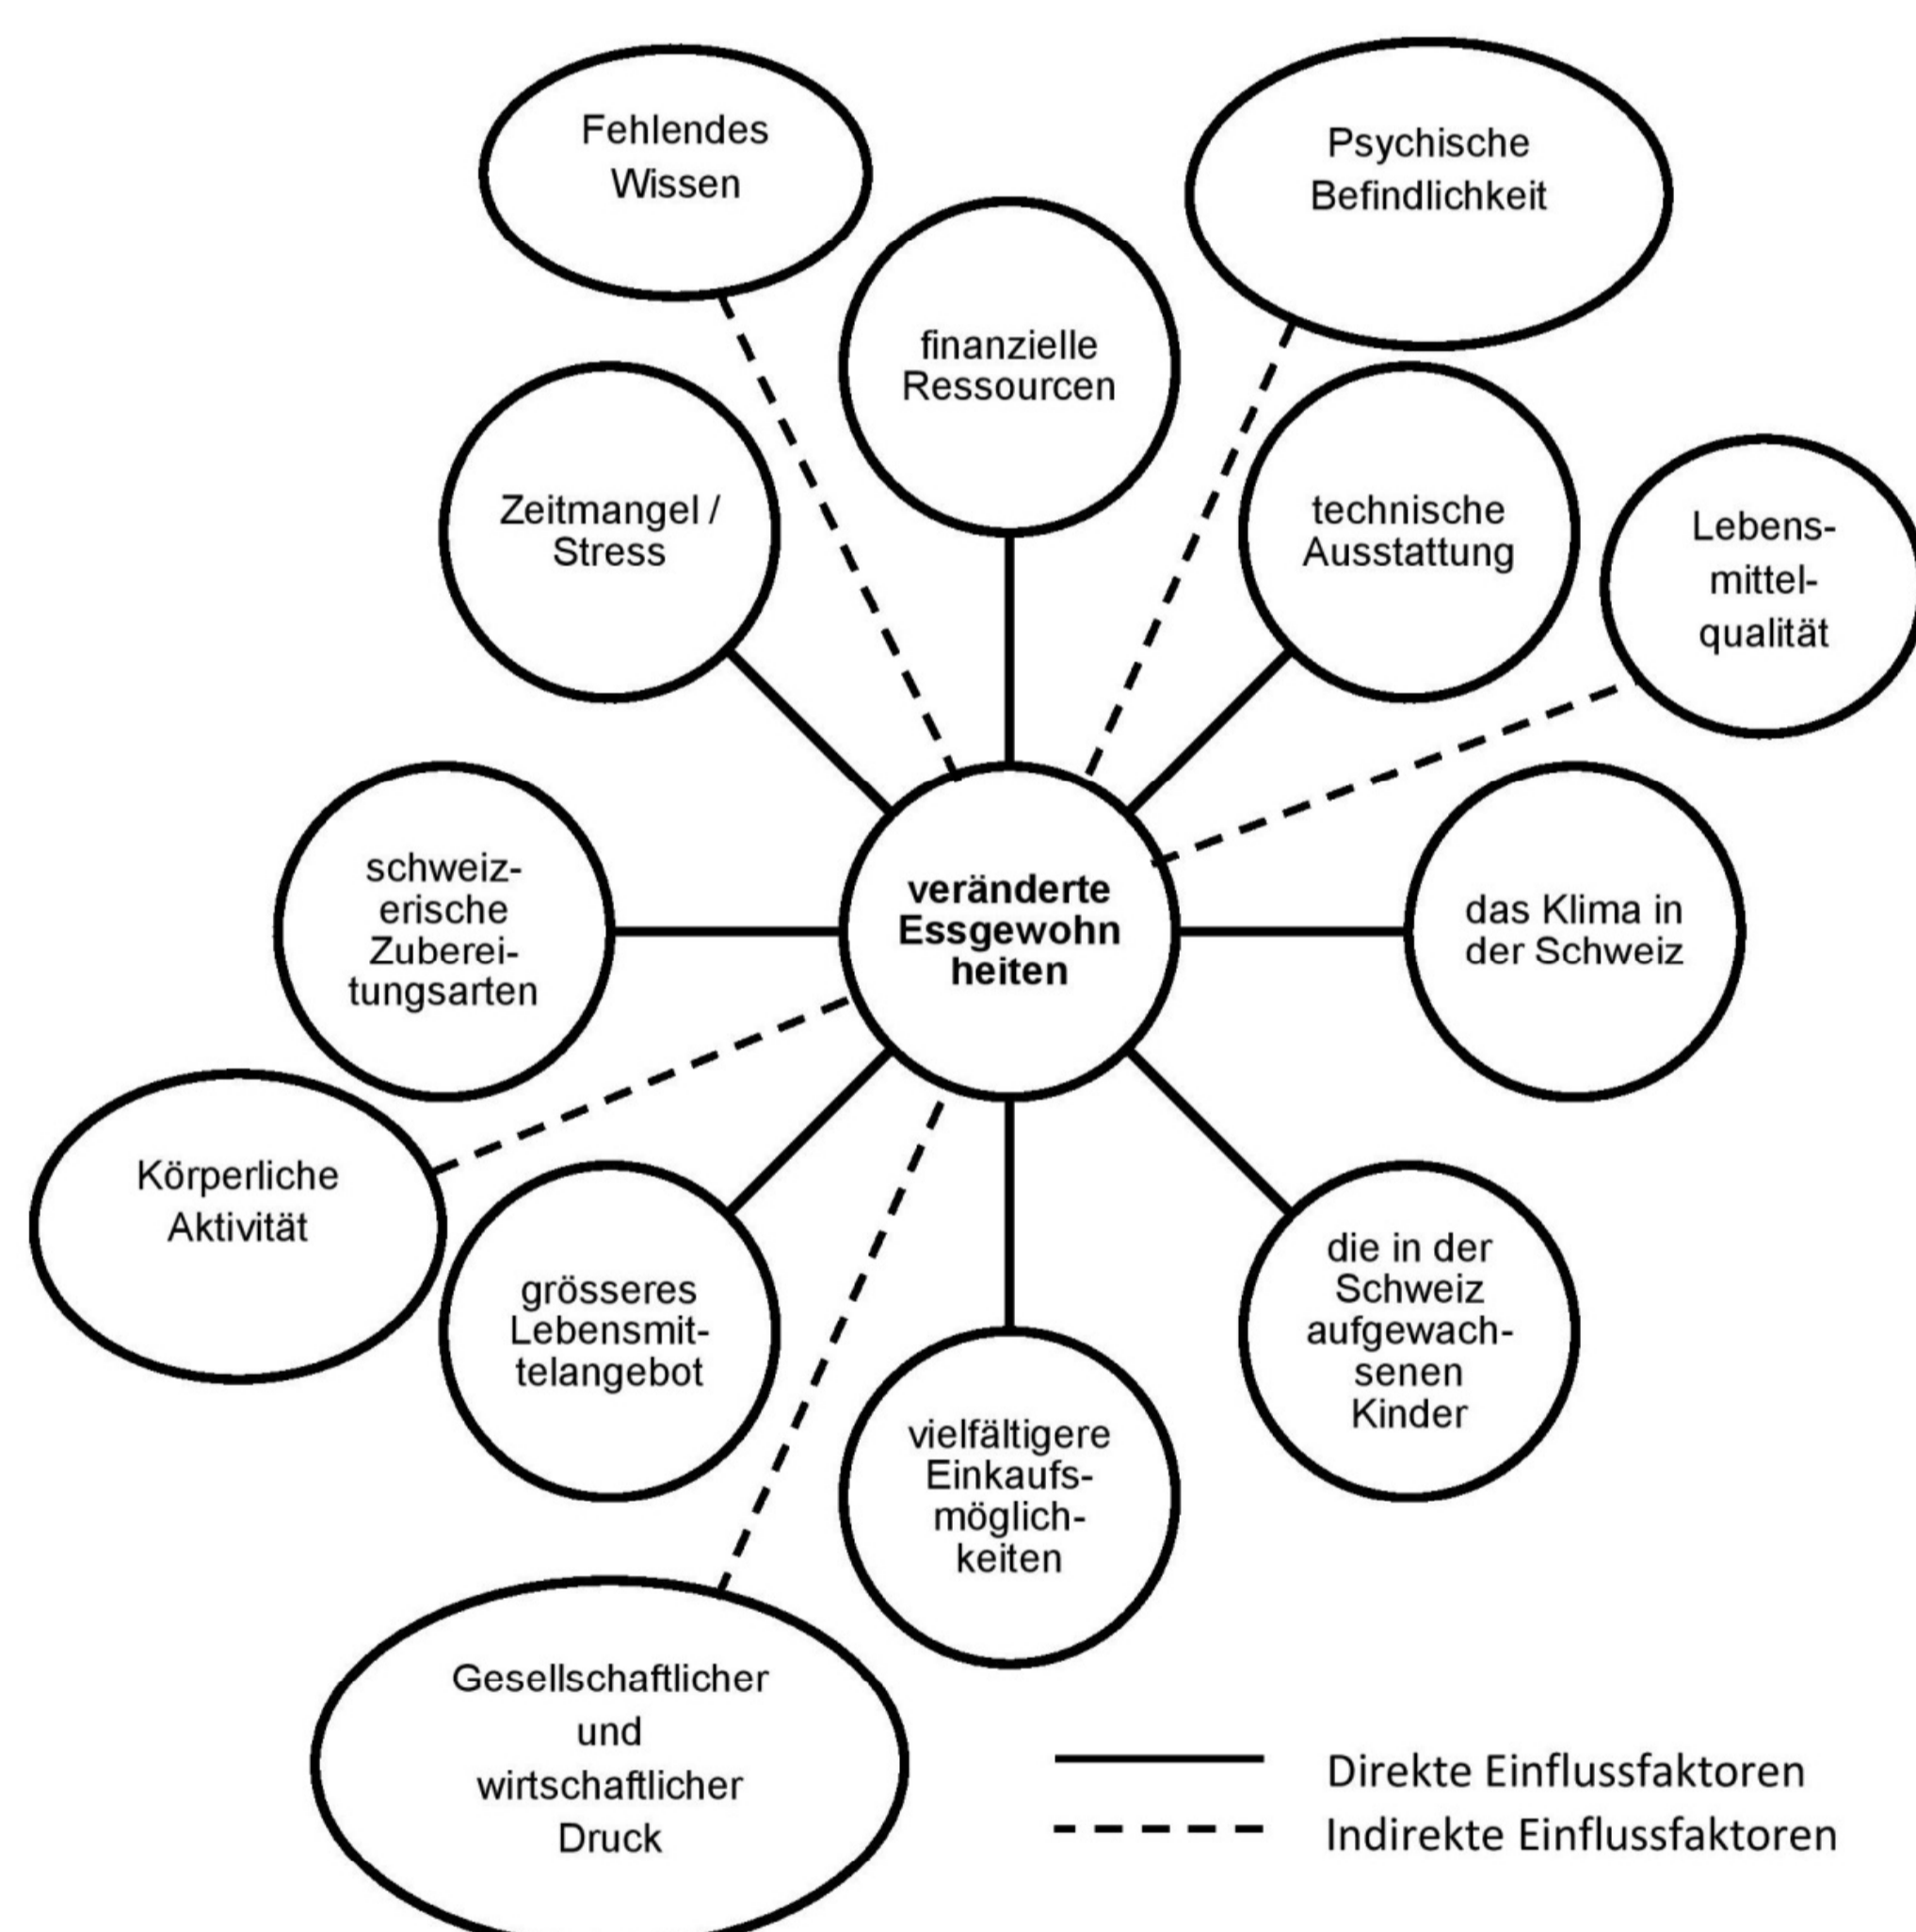 Fehlendes
Wissen
Psychische
Befindlichkeit
finanzielle
Ressourcen
Zeitmangel /
Stress
technische
Ausstattung
Lebens-
mittel-
qualität
schweiz-
erische
Zuberei-
tungsarten
veränderte
Essgewohn
heiten
das Klima in
der Schweiz
Körperliche
Aktivität
grösseres
Lebensmit-
telangebot
die in der
Schweiz
aufgewach-
senen
Kinder
vielfältigere
Einkaufs-
möglich-
keiten
Gesellschaftlicher
und
wirtschaftlicher
Druck
Direkte Einflussfaktoren
Indirekte Einflussfaktoren